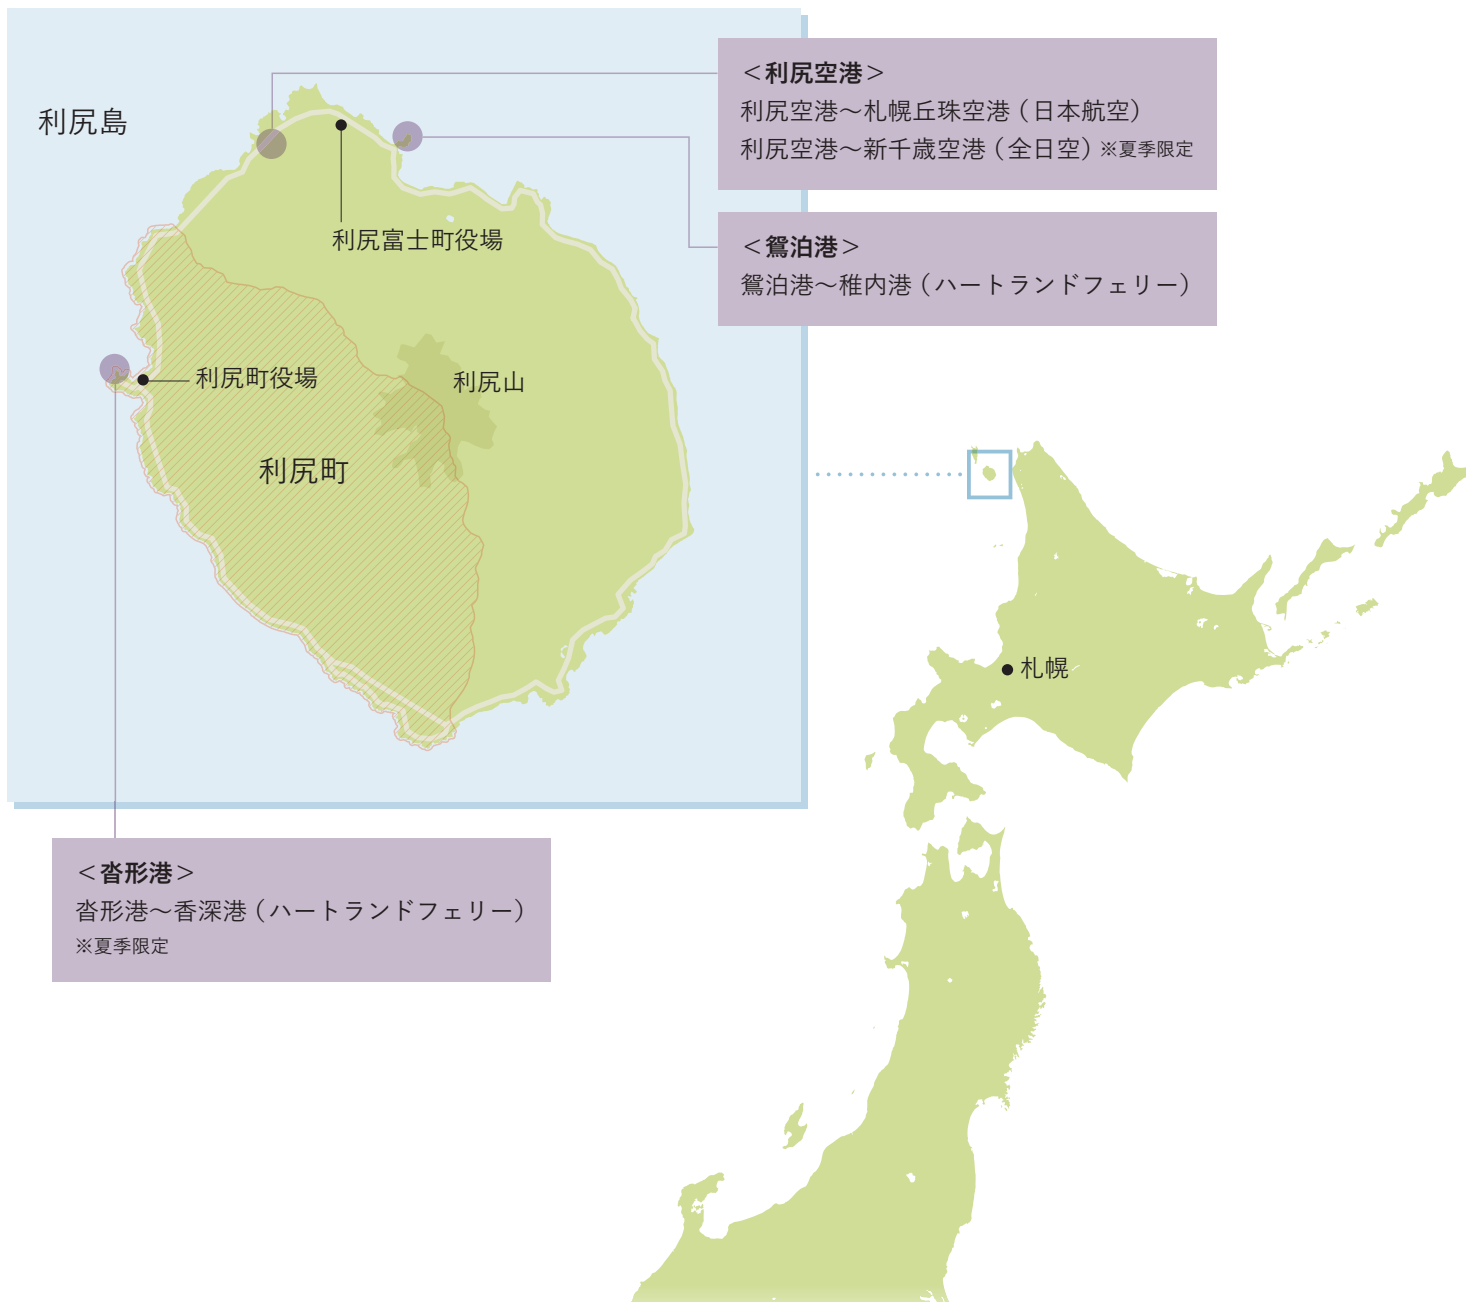 利尻島
＜利尻空港＞
利尻空港〜札幌丘珠空港（日本航空）
利尻空港〜新千歳空港（全日空）※夏季限定
＜鴛泊港＞
鴛泊港〜稚内港（ハートランドフェリー）
利尻富士町役場
利尻町役場
利尻山
利尻町
札幌
＜沓形港＞
沓形港〜香深港（ハートランドフェリー）
※夏季限定